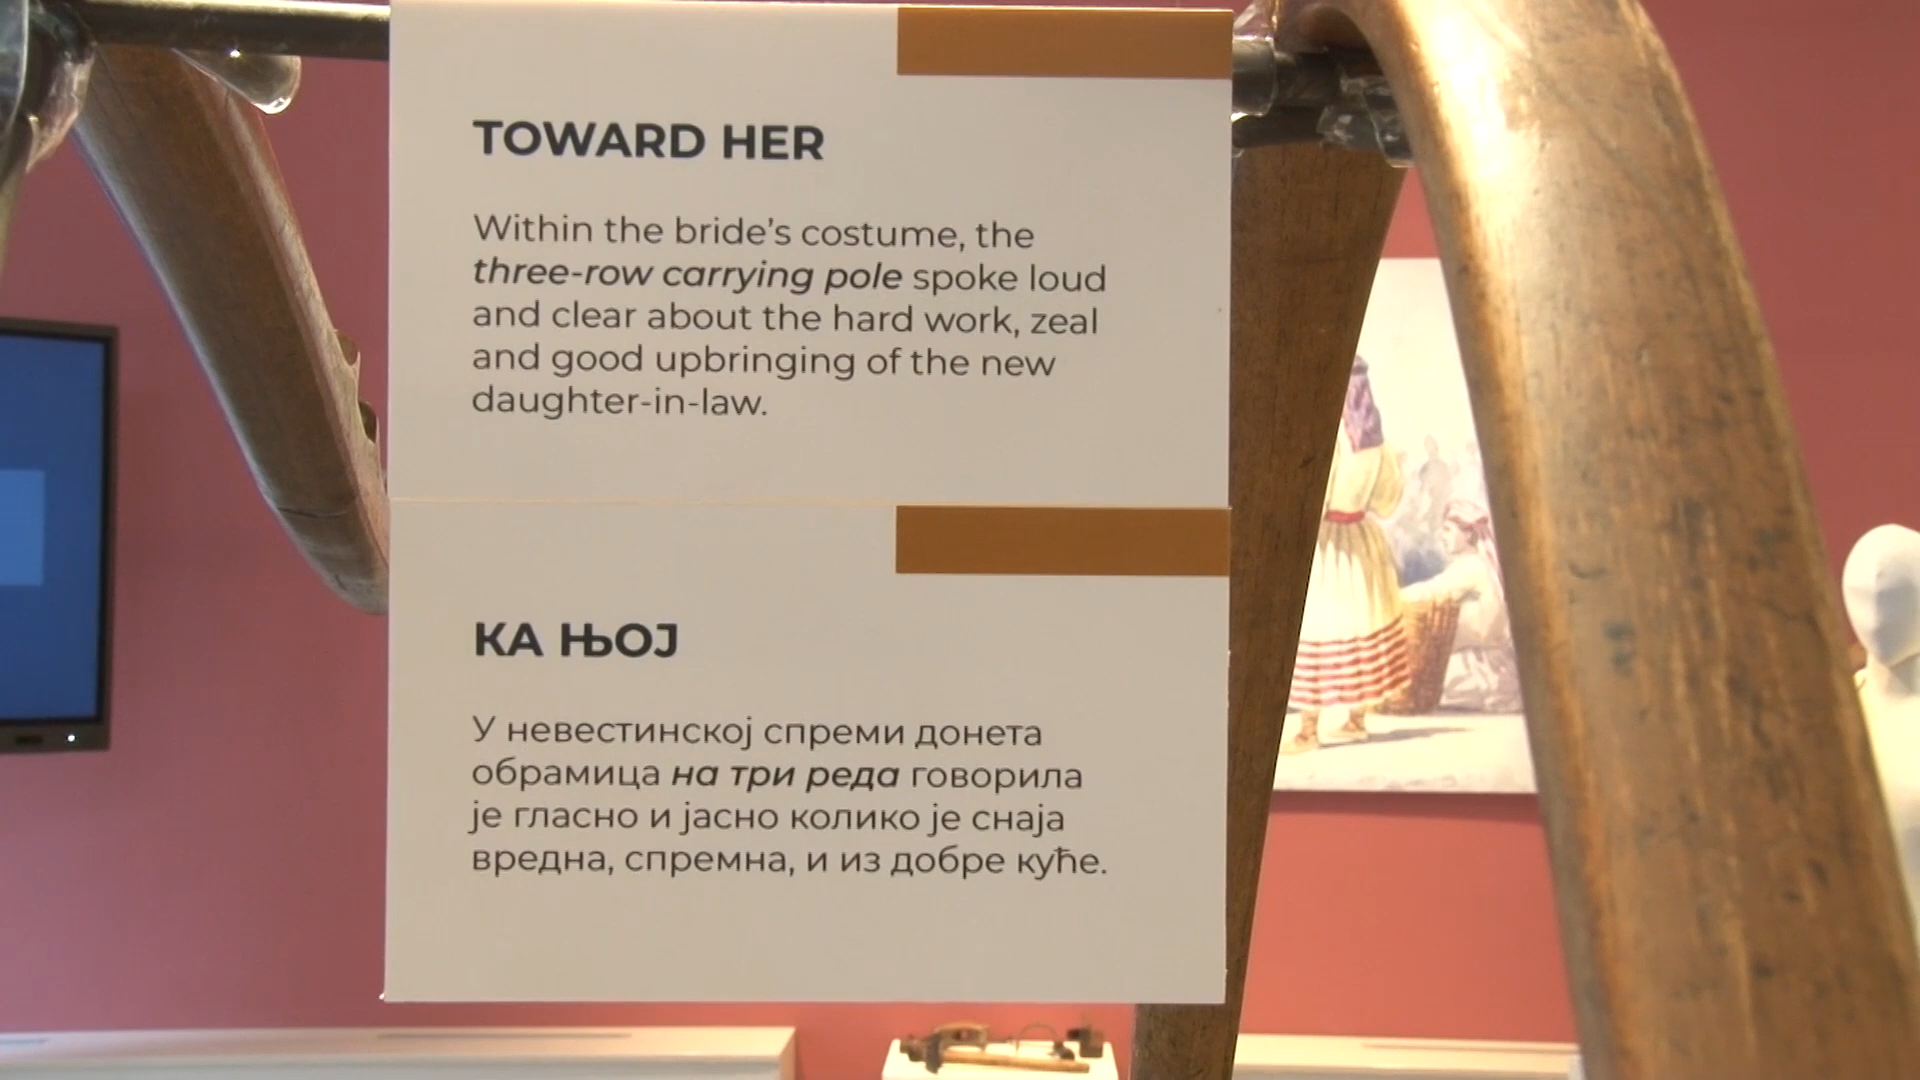 TOWARD HER
Within the bride's costume, the
three-row carrying pole spoke loud
and clear about the hard work, zeal
and good upbringing of the new
daughter-in-law.
КА ЊОЈ
У невестинској спреми донета
обрамица на три реда говорила
је гласно и јасно колико је снаја
вредна, спремна, и из добре куће.